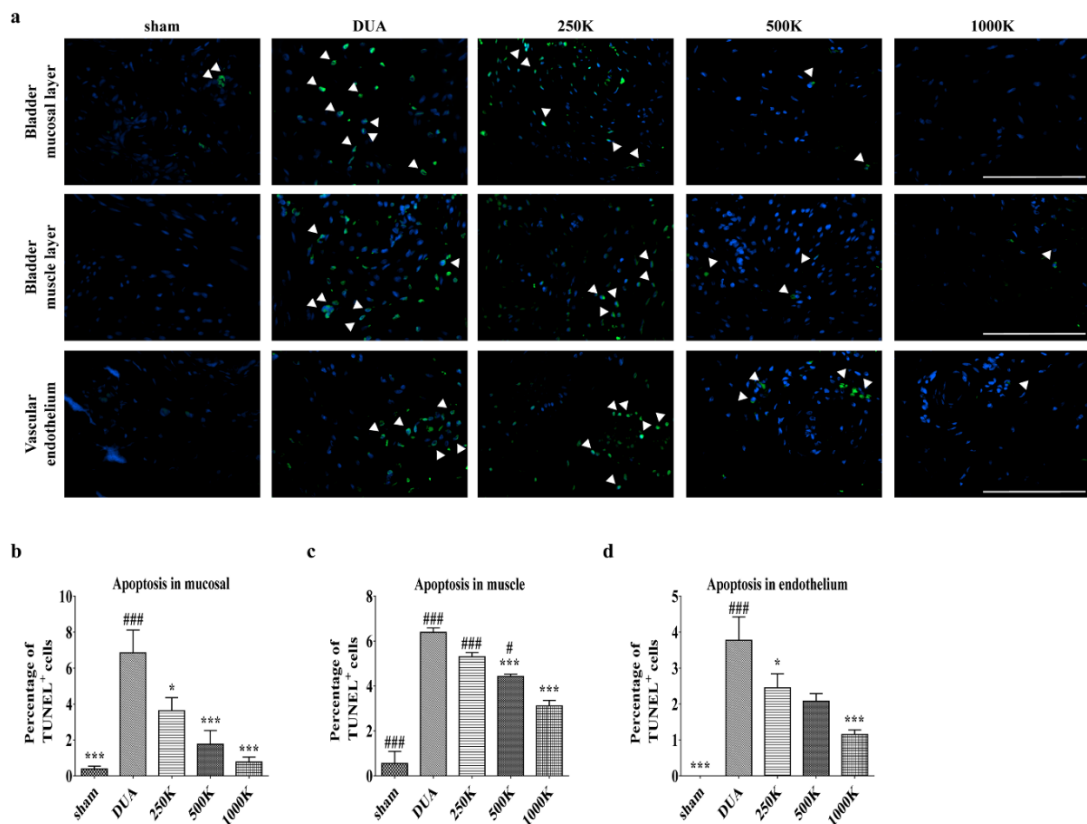 a
sham DUA 250K 500K 1000K
Bladder
mucosal layer
Bladder
muscle layer
Vascular
endothelium
b
Apoptosis in mucosal
Percentage of
TUNEL+ cells
10
8
6
4
2
0
***
###
*
***
***
sham DUA 250K 500K 1000K
c
Apoptosis in muscle
Percentage of
TUNEL+ cells
8
6
4
2
0
###
###
###
#
***
***
sham DUA 250K 500K 1000K
d
Apoptosis in endothelium
Percentage of
TUNEL+ cells
5
4
3
2
1
0
***
###
*
***
sham DUA 250K 500K 1000K